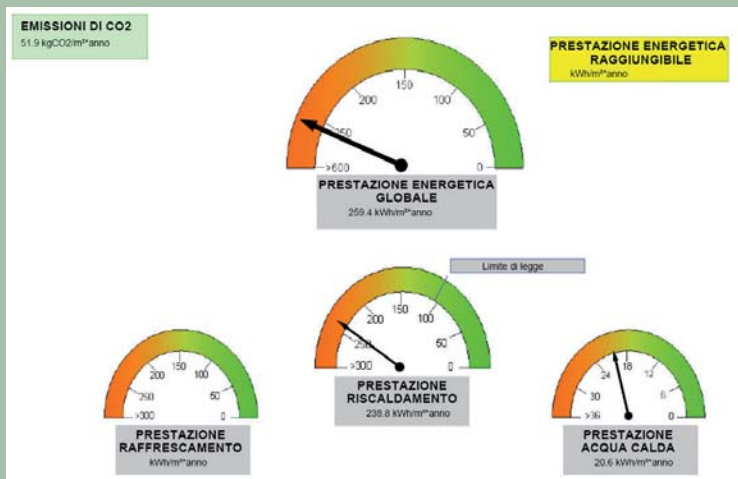 EMISSIONI DI CO2
51.9 kgCO2/m²*anno
PRESTAZIONE ENERGETICA
RAGGIUNGIBILE
kWh/m²*anno
150
200
100
250
50
>600
0
PRESTAZIONE ENERGETICA
GLOBALE
259.4 kWh/m²*anno
Limite di legge
150
200
100
250
50
>300
0
PRESTAZIONE
RISCALDAMENTO
238.8 kWh/m²*anno
150
200
100
250
50
>300
0
PRESTAZIONE
RAFFRESCAMENTO
kWh/m²*anno
18
24
12
30
6
>36
0
PRESTAZIONE
ACQUA CALDA
20.6 kWh/m²*anno